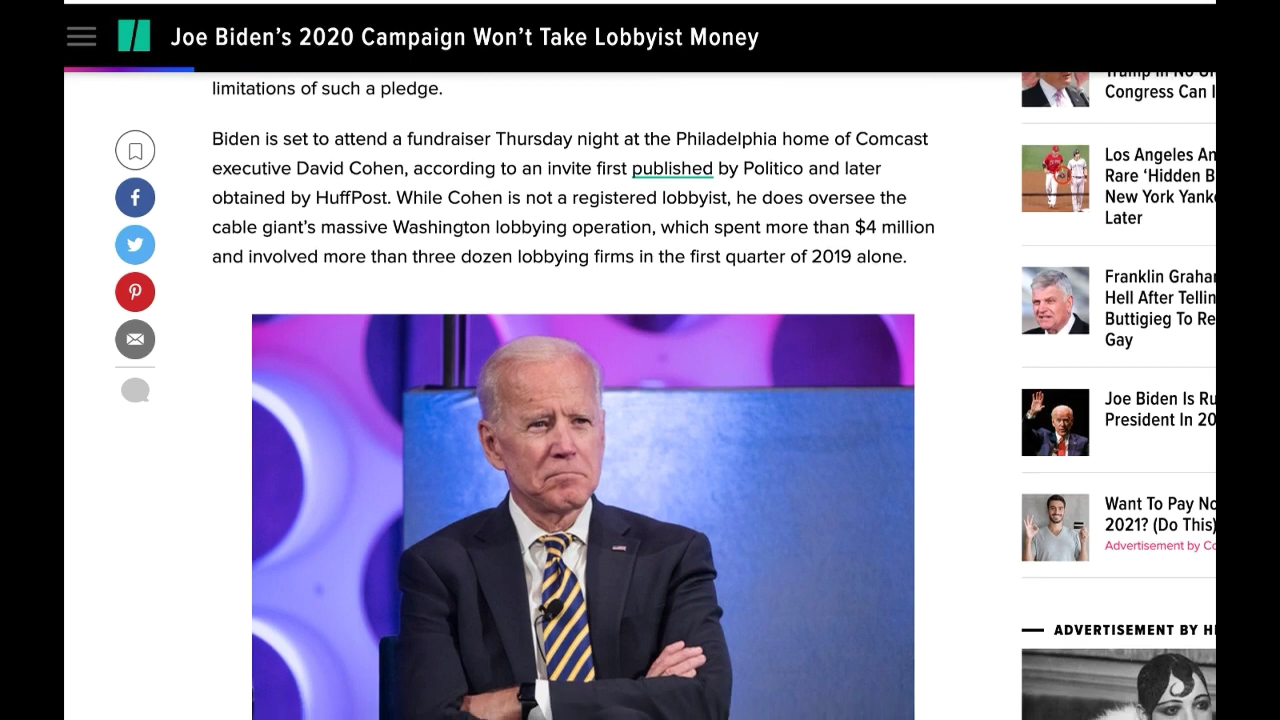 Joe Biden’s 2020 Campaign Won’t Take Lobbyist Money
limitations of such a pledge.
Biden is set to attend a fundraiser Thursday night at the Philadelphia home of Comcast
executive David Cohen, according to an invite first published by Politico and later
obtained by HuffPost. While Cohen is not a registered lobbyist, he does oversee the
cable giant’s massive Washington lobbying operation, which spent more than $4 million
and involved more than three dozen lobbying firms in the first quarter of 2019 alone.
Trump In No
Congress Can
Los Angeles An
Rare ‘Hidden B
New York Yank
Later
Franklin Graha
Hell After Tellin
Buttigieg To Re
Gay
Joe Biden Is Ru
President In 20
Want To Pay No
2021? (Do This)
Advertisement by Co
ADVERTISEMENT BY H